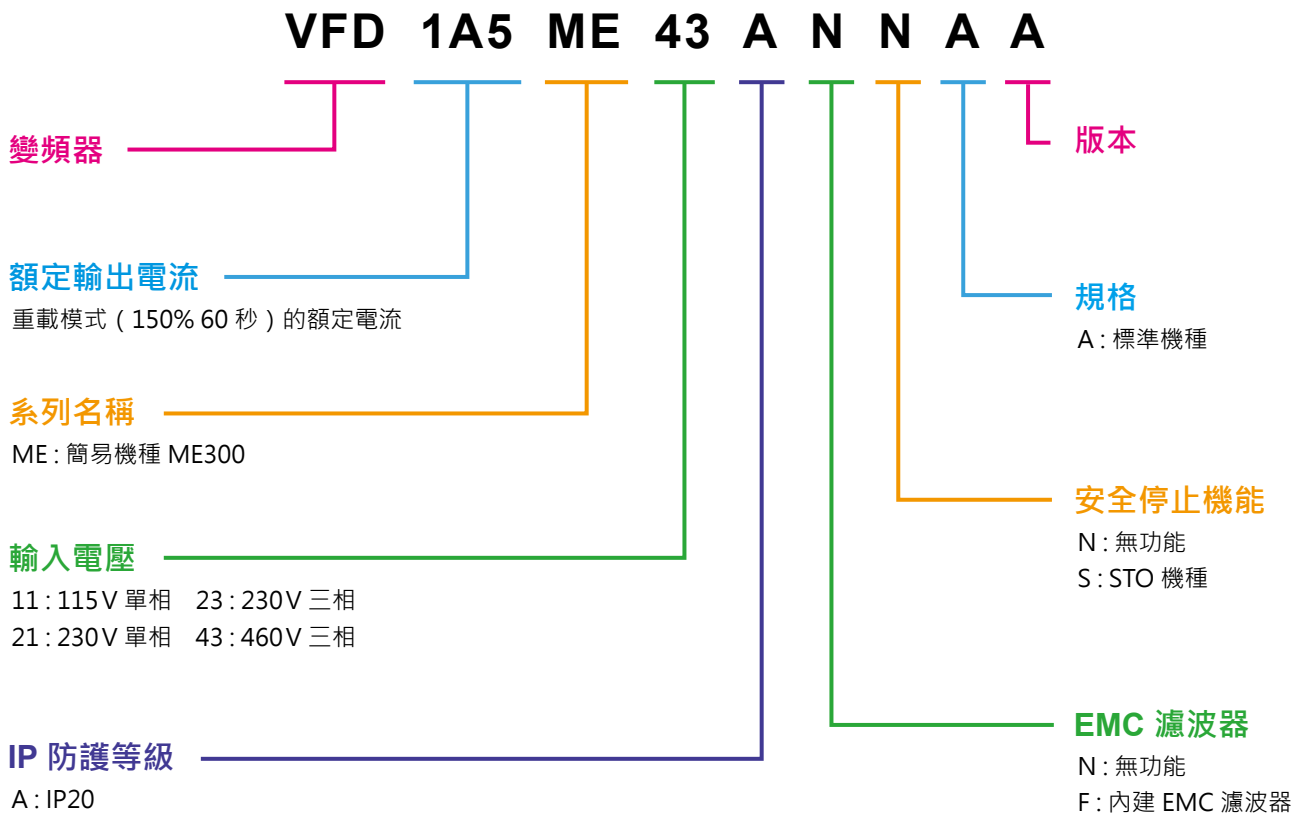 VFD 1A5 ME 43 A N N A A
變頻器
額定輸出電流
重載模式 ( 150% 60 秒 ) 的額定電流
系列名稱
ME : 簡易機種 ME300
輸入電壓
11 : 115V 單相 23 : 230V 三相
21 : 230V 單相 43 : 460V 三相
IP 防護等級
A : IP20
版本
規格
A : 標準機種
安全停止機能
N : 無功能
S : STO 機種
EMC 濾波器
N : 無功能
F : 內建 EMC 濾波器